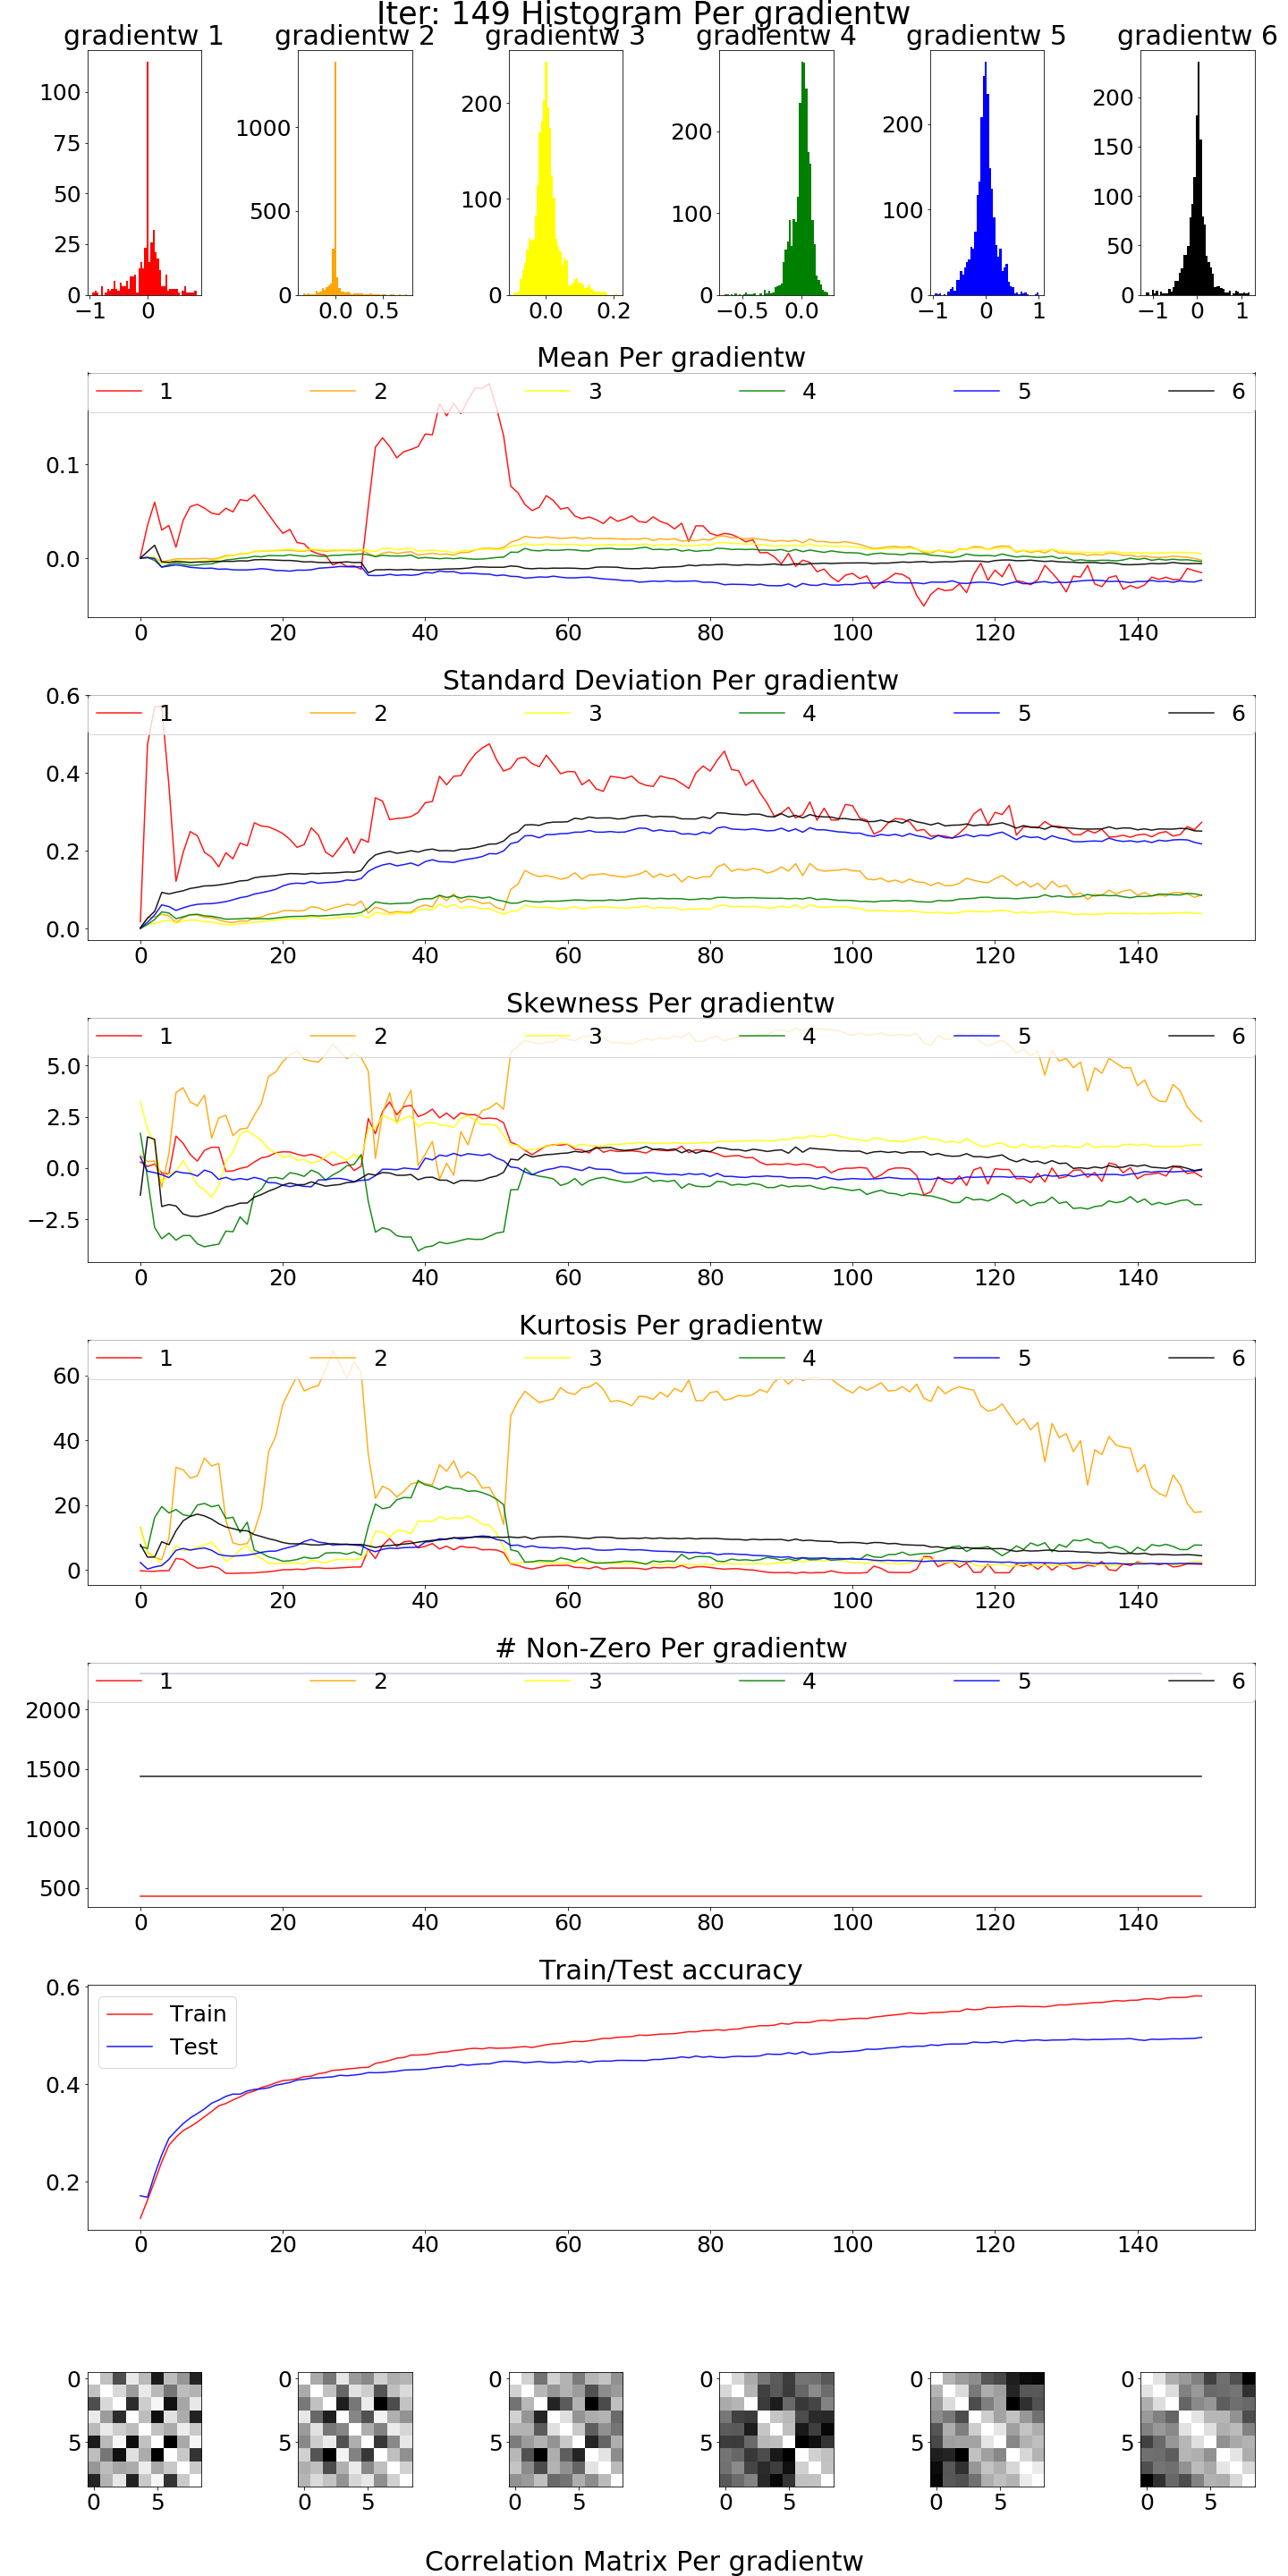 Iter: 149 Histogram Per gradientw
gradientw 1 gradientw 2 gradientw 3 gradientw 4 gradientw 5 gradientw 6
100
75
50
25
0
−1 0
1000
500
0
0.0 0.5
200
100
0
0.0 0.2
200
100
0
−0.5 0.0
200
100
0
−1 0 1
200
150
100
50
0
−1 0 1
Mean Per gradientw
1 2 3 4 5 6
0.1
0.0
0 20 40 60 80 100 120 140
Standard Deviation Per gradientw
1 2 3 4 5 6
0.6
0.4
0.2
0.0
0 20 40 60 80 100 120 140
Skewness Per gradientw
1 2 3 4 5 6
5.0
2.5
0.0
−2.5
0 20 40 60 80 100 120 140
Kurtosis Per gradientw
1 2 3 4 5 6
60
40
20
0
0 20 40 60 80 100 120 140
# Non-Zero Per gradientw
1 2 3 4 5 6
2000
1500
1000
500
0 20 40 60 80 100 120 140
Train/Test accuracy
Train
Test
0.6
0.4
0.2
0 20 40 60 80 100 120 140
0
5
0 5
0
5
0 5
0
5
0 5
0
5
0 5
0
5
0 5
0
5
0 5
Correlation Matrix Per gradientw